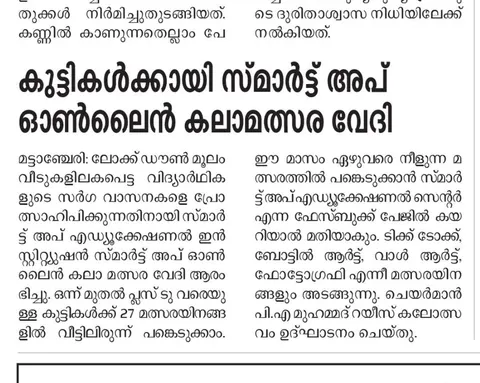 തുക്കൾ നിർമിച്ചുതുടങ്ങിയത്.
കണ്ണിൽ കാണുന്നതെല്ലാം പേ
ടെ ദുരിതാശ്വാസ നിധിയിലേക്ക്
നൽകിയത്.
കുട്ടികൾക്കായി സ്മാർട്ട് അപ്
ഓൺലൈൻ കലാമത്സര വേദി
മട്ടാഞ്ചേരി: ലോക്ക് ഡൗൺ മൂലം
വീടുകളിലകപെട്ട വിദ്യാർഥിക
ളുടെ സർഗ വാസനകളെ പ്രോ
ത്സാഹിപിക്കുന്നതിനായി സ്മാർ
ട്ട് അപ് എഡ്യൂക്കേഷണൽ ഇൻ
സ്റ്റിറ്റ്യുഷൻ സ്മാർട്ട് അപ് ഓൺ
ലൈൻ കലാ മത്സര വേദി ആരം
ഭിച്ചു. ഒന്ന് മുതൽ പ്ലസ് ടു വരെയു
ള്ള കുട്ടികൾക്ക് 27 മത്സരയിനങ്ങ
ളിൽ വീട്ടിലിരുന്ന് പങ്കെടുക്കാം.
ഈ മാസം ഏഴുവരെ നീളുന്ന മ
ത്സരത്തിൽ പങ്കെടുക്കാൻ സ്മാർ
ട്ട് അപ് എഡ്യൂക്കേഷണൽ സെന്റർ
എന്ന ഫേസ്ബുക്ക് പേജിൽ കയ
റിയാൽ മതിയാകും. ടിക്ക് ടോക്ക്,
ബോട്ടിൽ ആർട്ട്, വാൾ ആർട്ട്,
ഫോട്ടോഗ്രഫി എന്നീ മത്സരയിന
ങ്ങളും അടങ്ങുന്നു. ചെയർമാൻ
പി.എ മുഹമ്മദ് റയീസ് കലോത്സ
വം ഉദ്ഘാടനം ചെയ്തു.